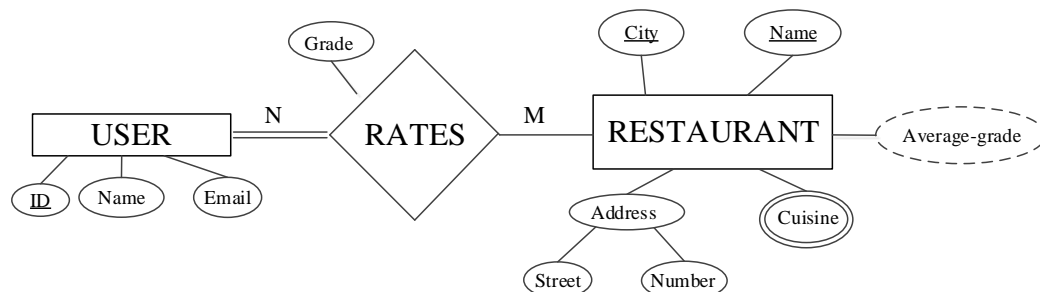 City
Name
Grade
N
M
USER
RATES
RESTAURANT
Average-grade
ID
Name
Email
Address
Cuisine
Street
Number